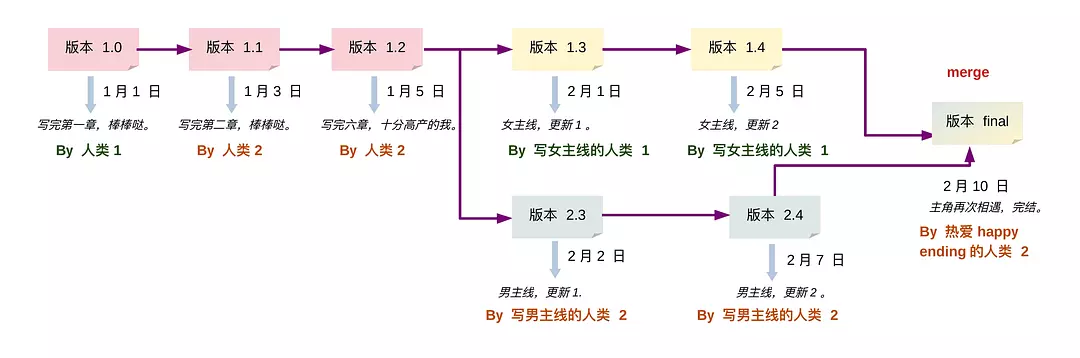 版本 1.0
版本 1.1
版本 1.2
版本 1.3
版本 1.4
merge
1 月 1 日
1 月 3 日
1 月 5 日
2 月 1 日
2 月 5 日
版本 final
写完第一章，棒棒哒。
写完第二章，棒棒哒。
写完六章，十分高产的我。
女主线，更新 1 。
女主线，更新 2
By 人类 1
By 人类 2
By 人类 2
By 写女主线的人类 1
By 写女主线的人类 1
2 月 10 日
主角再次相遇，完结。
By 热爱 happy
ending 的人类 2
版本 2.3
版本 2.4
2 月 2 日
2 月 7 日
男主线，更新 1.
男主线，更新 2 。
By 写男主线的人类 2
By 写男主线的人类 2